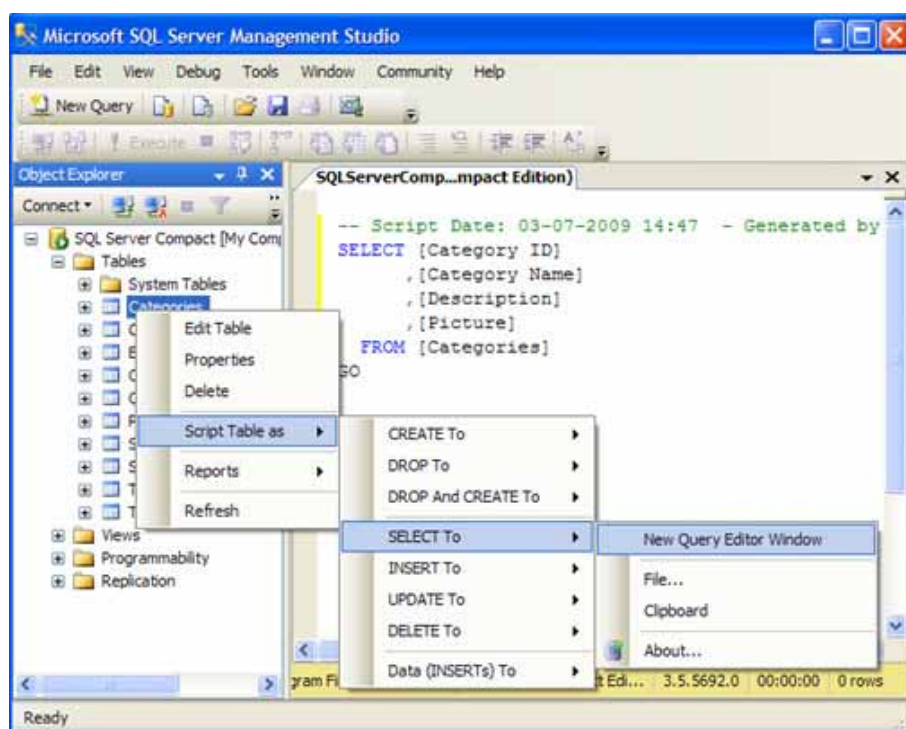 Microsoft SQL Server Management Studio
File Edit View Debug Tools Window Community Help
New Query
Execute
Object Explorer
SQLServerComp...mpact Edition)
Connect
-- Script Date: 03-07-2009 14:47 - Generated by
SELECT [Category ID]
,[Category Name]
,[Description]
,[Picture]
FROM [Categories]
GO
SQL Server Compact [My Comp
Tables
System Tables
Categories
C
E
C
C
P
S
S
T
T
Views
Programmability
Replication
Edit Table
Properties
Delete
Script Table as
Reports
Refresh
CREATE To
DROP To
DROP And CREATE To
SELECT To
INSERT To
UPDATE To
DELETE To
Data (INSERTs) To
New Query Editor Window
File...
Clipboard
About...
gram Fi
t Edi... 3.5.5692.0 00:00:00 0 rows
Ready